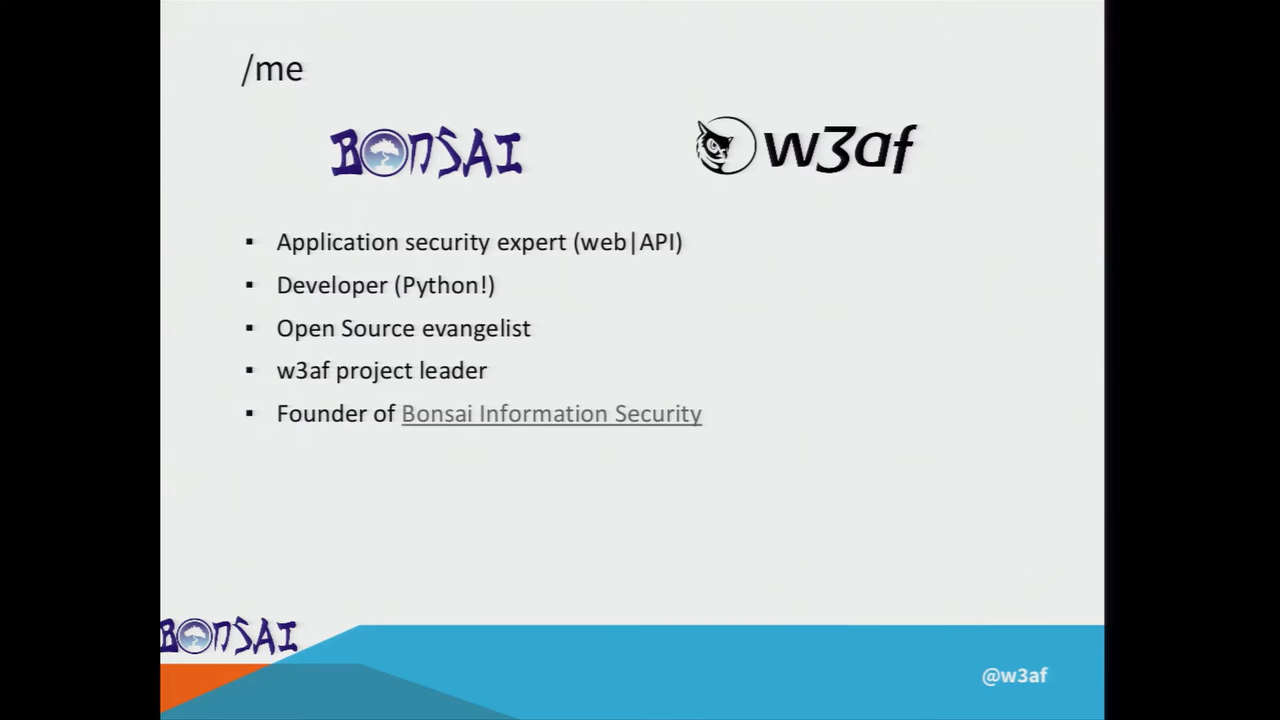 /me
BONSAI
w3af
▪ Application security expert (web|API)
▪ Developer (Python!)
▪ Open Source evangelist
▪ w3af project leader
▪ Founder of Bonsai Information Security
BONSAI
@w3af